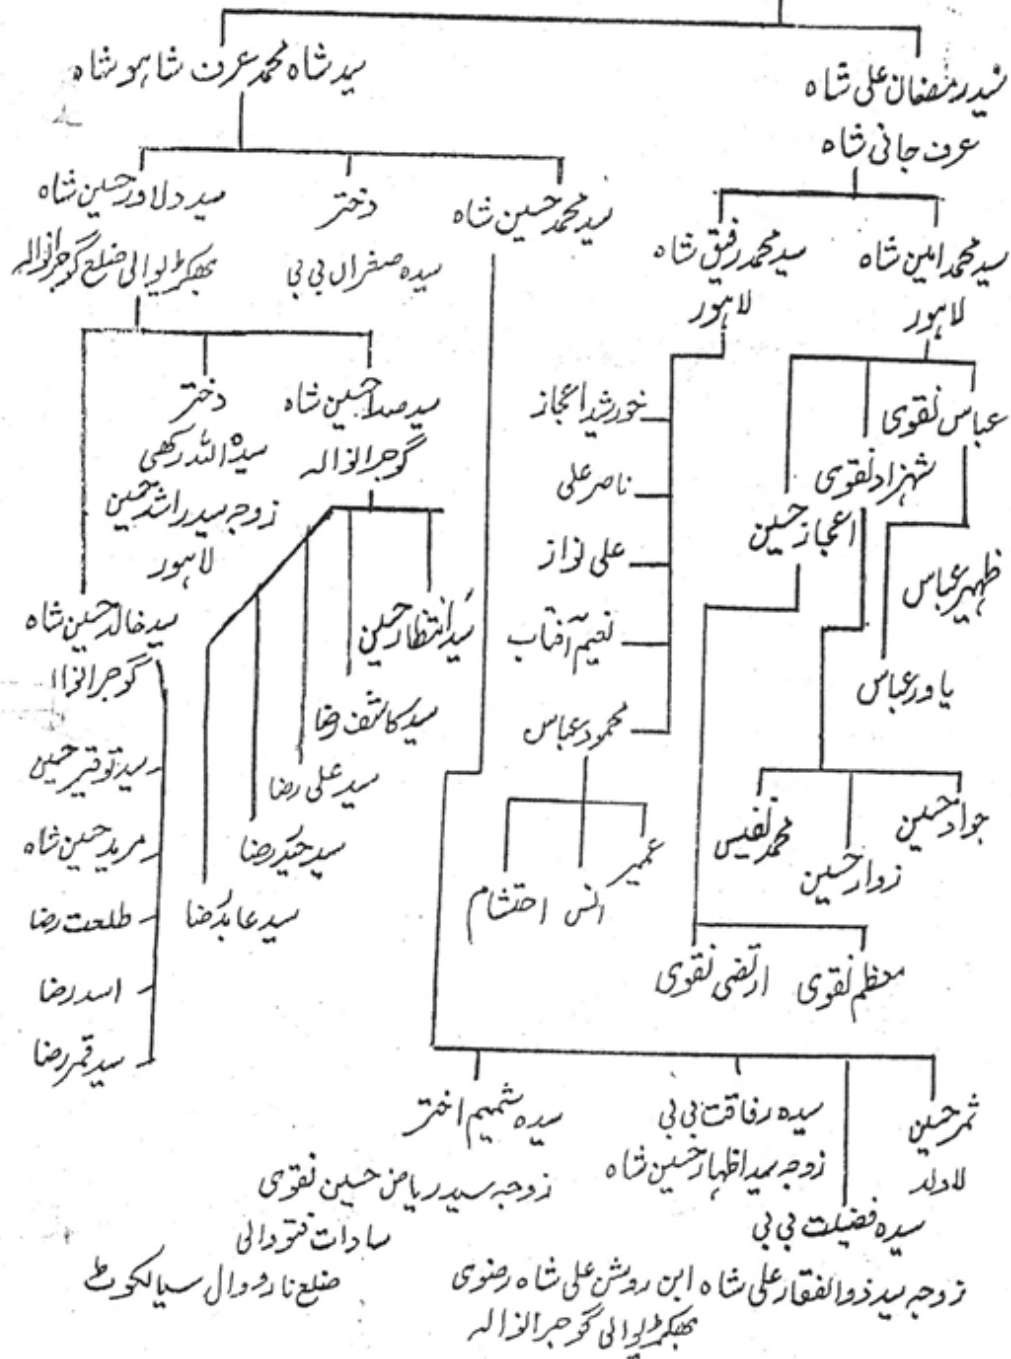 سید رمضان علی شاہ
عرف جانی شاہ
سید شاہ محمد عرف شاہو شاہ
سید محمد امین شاہ
لاہور
سید محمد رفیق شاہ
لاہور
سید محمد حسین شاہ
دختر
سیدہ صغراں بی بی
سید دلاور حسین شاہ
بھکڑیوالی ضلع گوجرانوالہ
عباس نقوی
شہزاد نقوی
اعجاز حسین
ظہیر عباس
یاور عباس
جواد حسین
زوار حسین
محمد نفیس
معظم نقوی
ارتضی نقوی
خورشید اعجاز
ناصر علی
علی نواز
نعیم آفتاب
محمود عباس
عمیر
انس
احتشام
سید صدا حسین شاہ
گوجرانوالہ
دختر
سیدہ اللہ رکھی
زوجہ سید راشد حسین
لاہور
سید خالد حسین شاہ
گوجرانوالا
سید انتظار حسین
سید کاشف رضا
سید علی رضا
سید حیدر رضا
سید عابد رضا
سید توقیر حسین
مرید حسین شاہ
طلعت رضا
اسد رضا
سید قمر رضا
ثمر حسین
لاولد
سیدہ فضیلت بی بی
زوجہ سید ذوالفقار علی شاہ ابن روشن علی شاہ رضوی
بھکڑیوالی گوجرانوالہ
سیدہ رفاقت بی بی
زوجہ سید اظہار حسین شاہ
سیدہ شمیم اختر
زوجہ سید ریاض حسین نقوی
سادات
ضلع نارووال سیالکوٹ